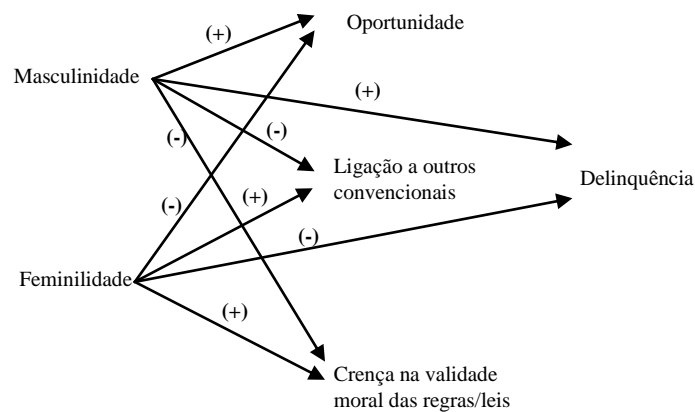 Oportunidade
(+)
Masculinidade
(+)
(-)
(-)
Ligação a outros
convencionais
Delinquência
(-)
(+)
(-)
Feminilidade
(+)
Crença na validade
moral das regras/leis